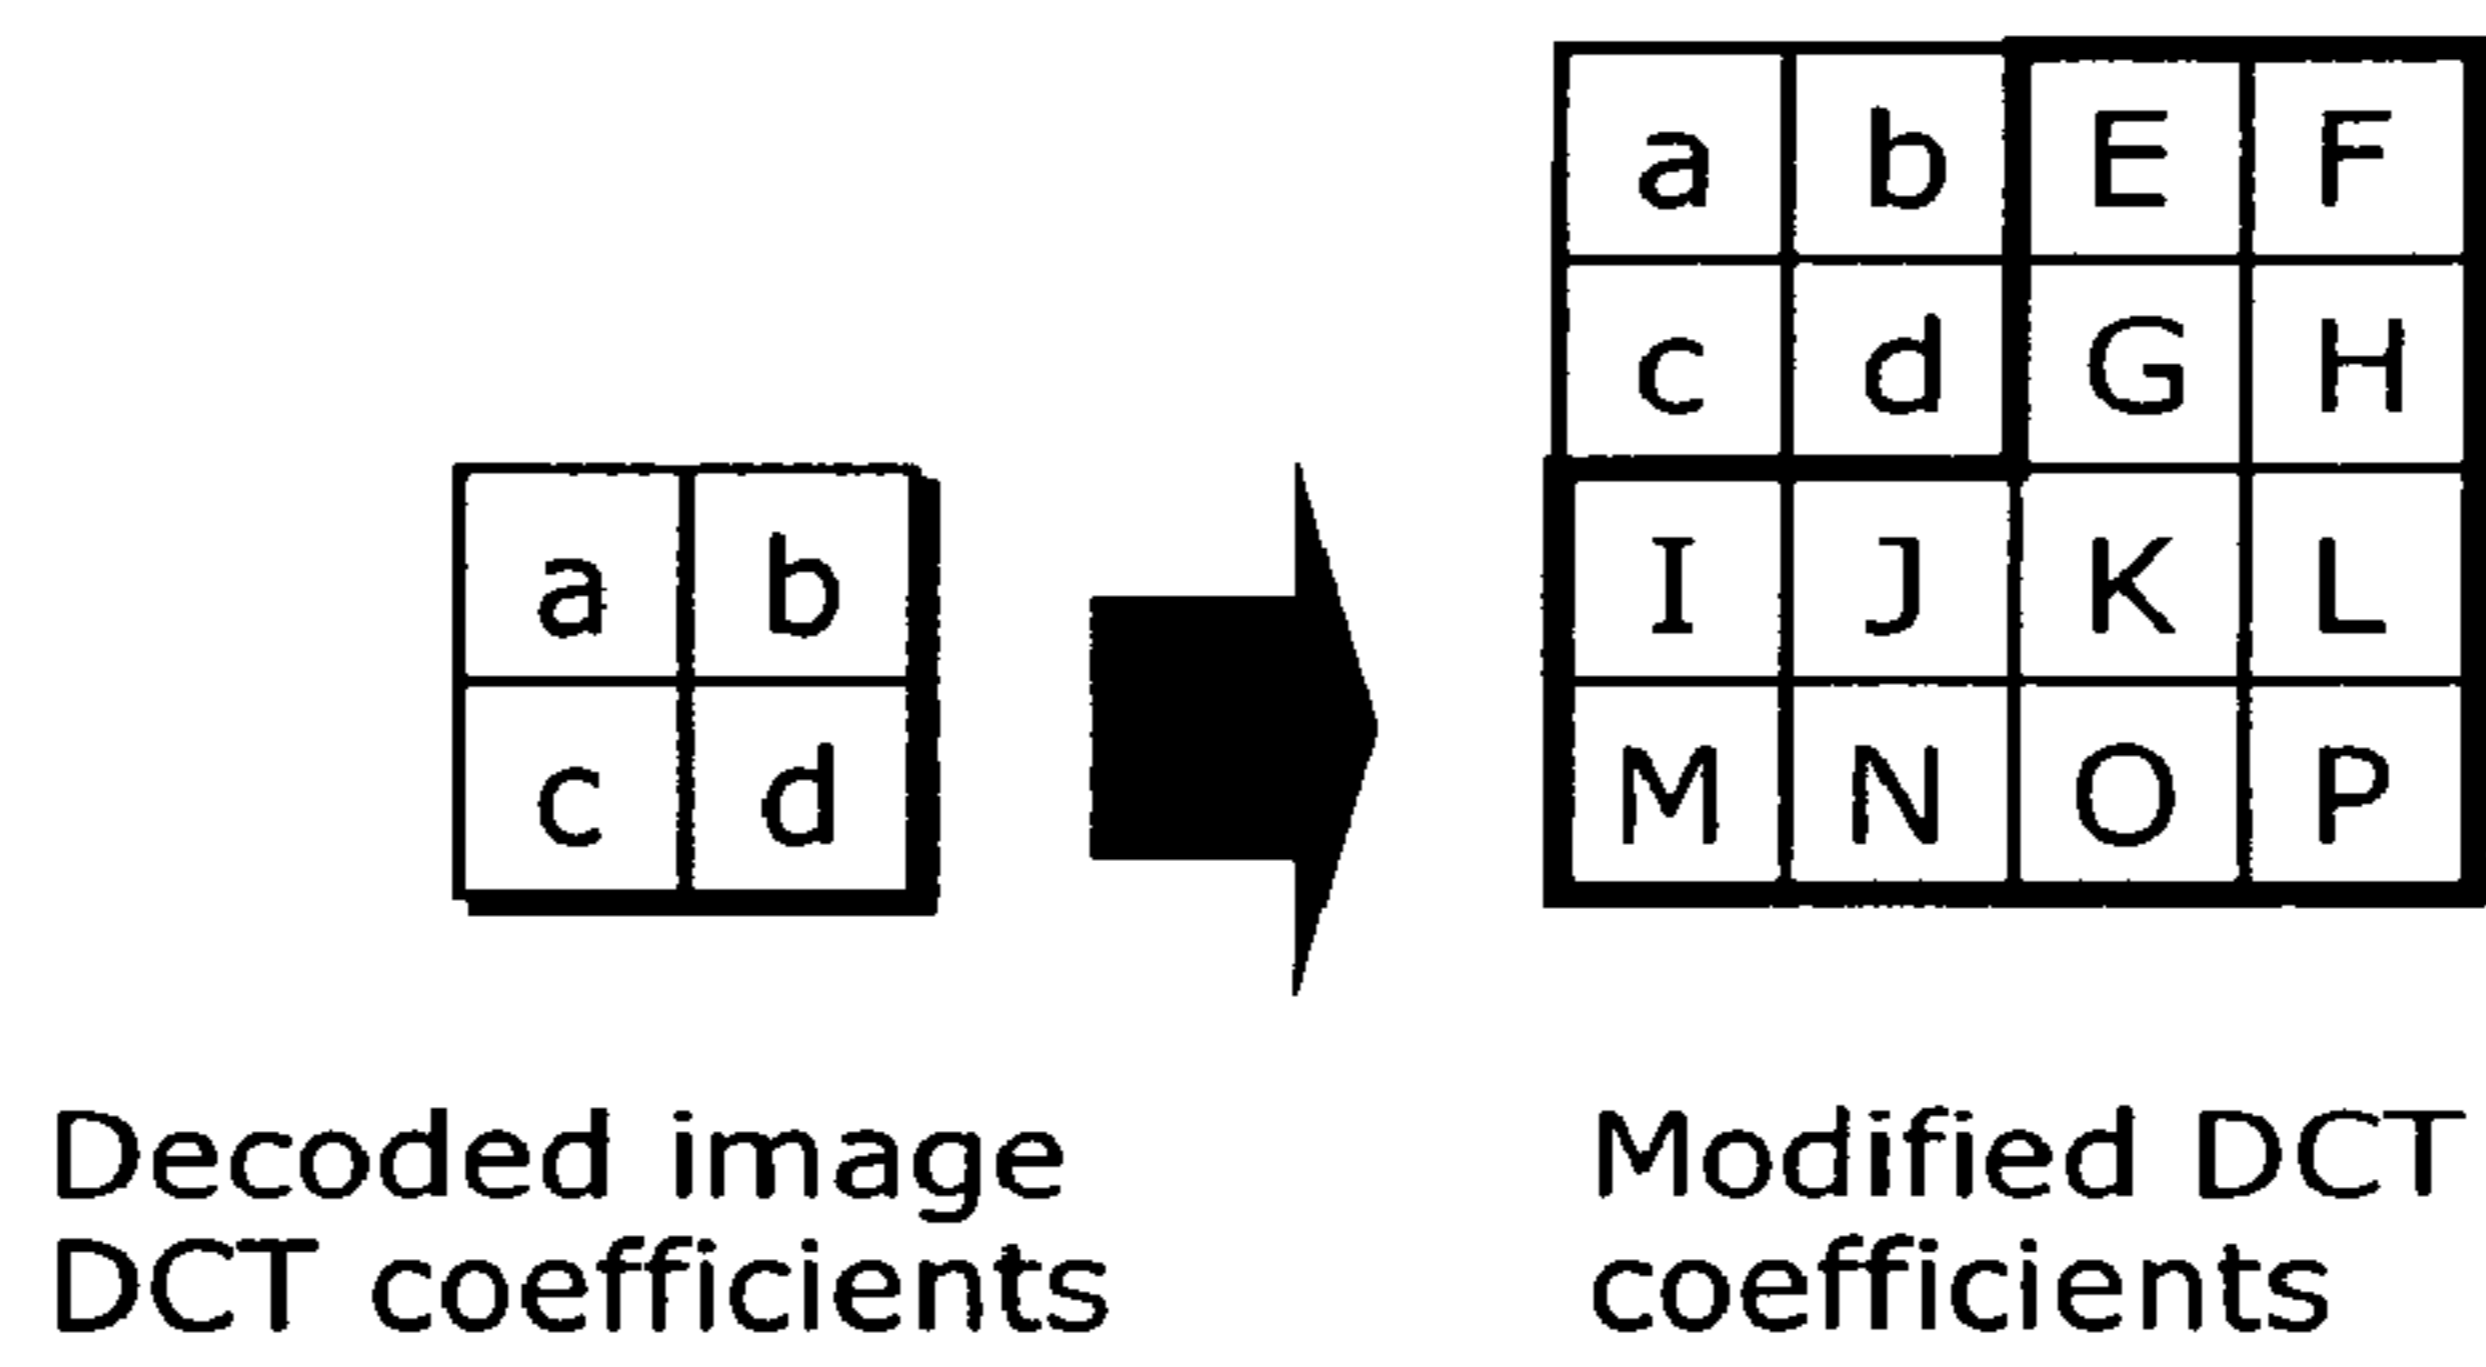 a b E F
c d G H
a b I J K L
c d M N O P
Decoded image Modified DCT
DCT coefficients coefficients